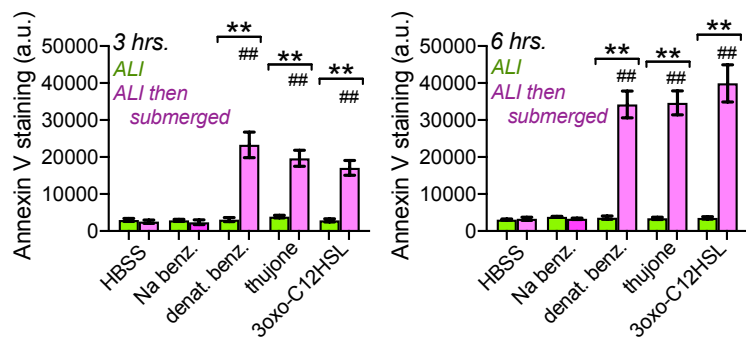 Annexin V staining (a.u.)
50000
40000
30000
20000
10000
0
3 hrs.
ALI
ALI then
submerged
**
##
**
##
**
##
HBSS
Na benz.
denat. benz.
thujone
3oxo-C12HSL
Annexin V staining (a.u.)
50000
40000
30000
20000
10000
0
6 hrs.
ALI
ALI then
submerged
**
##
**
##
**
##
HBSS
Na benz.
denat. benz.
thujone
3oxo-C12HSL